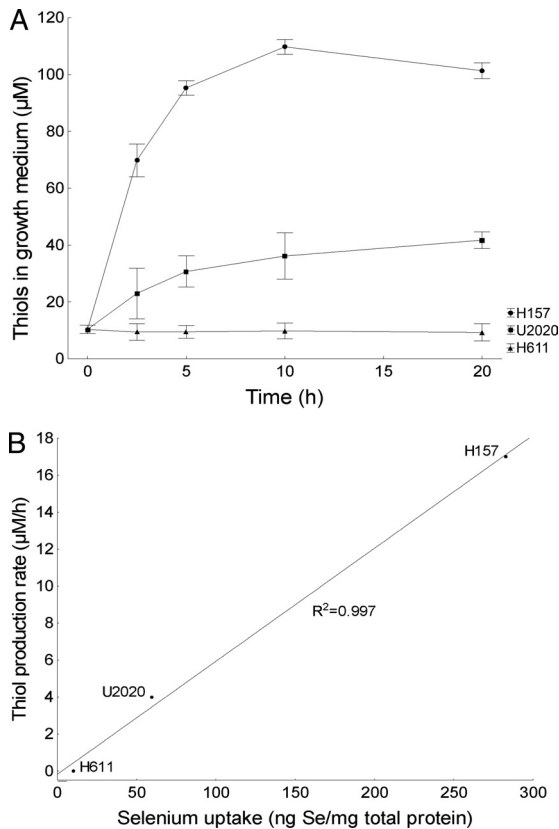 A
120
100
80
60
40
20
0
Thiols in growth medium (μM)
0 5 10 15 20
Time (h)
H157
U2020
H611
B
18
16
14
12
10
8
6
4
2
0
Thiol production rate (μM/h)
H157
R²=0.997
U2020
H611
0 50 100 150 200 250 300
Selenium uptake (ng Se/mg total protein)